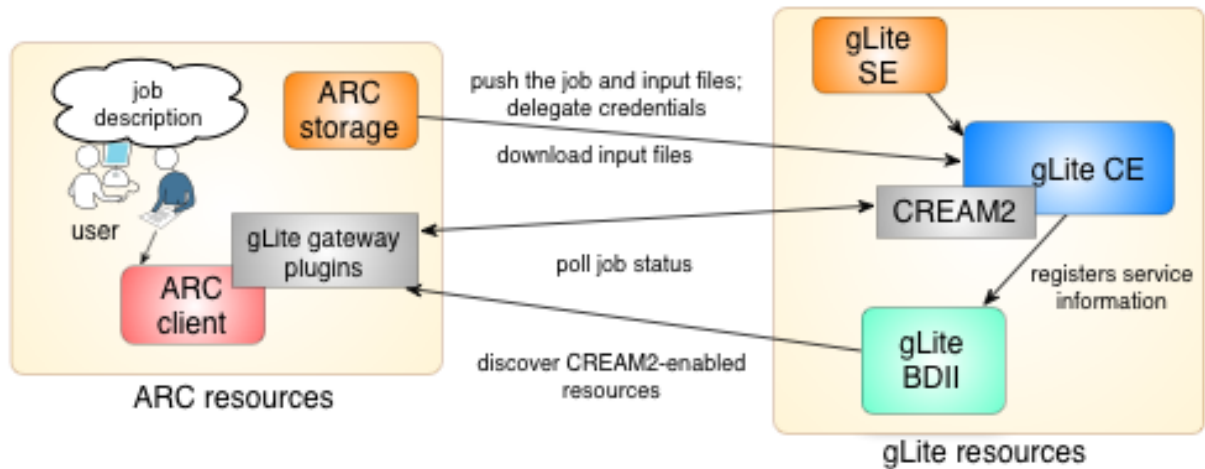 job
description
user
ARC
storage
gLite gateway
plugins
ARC
client
ARC resources
push the job and input files;
delegate credentials
download input files
poll job status
discover CREAM2-enabled
resources
gLite
SE
gLite CE
CREAM2
registers service
information
gLite
BDII
gLite resources